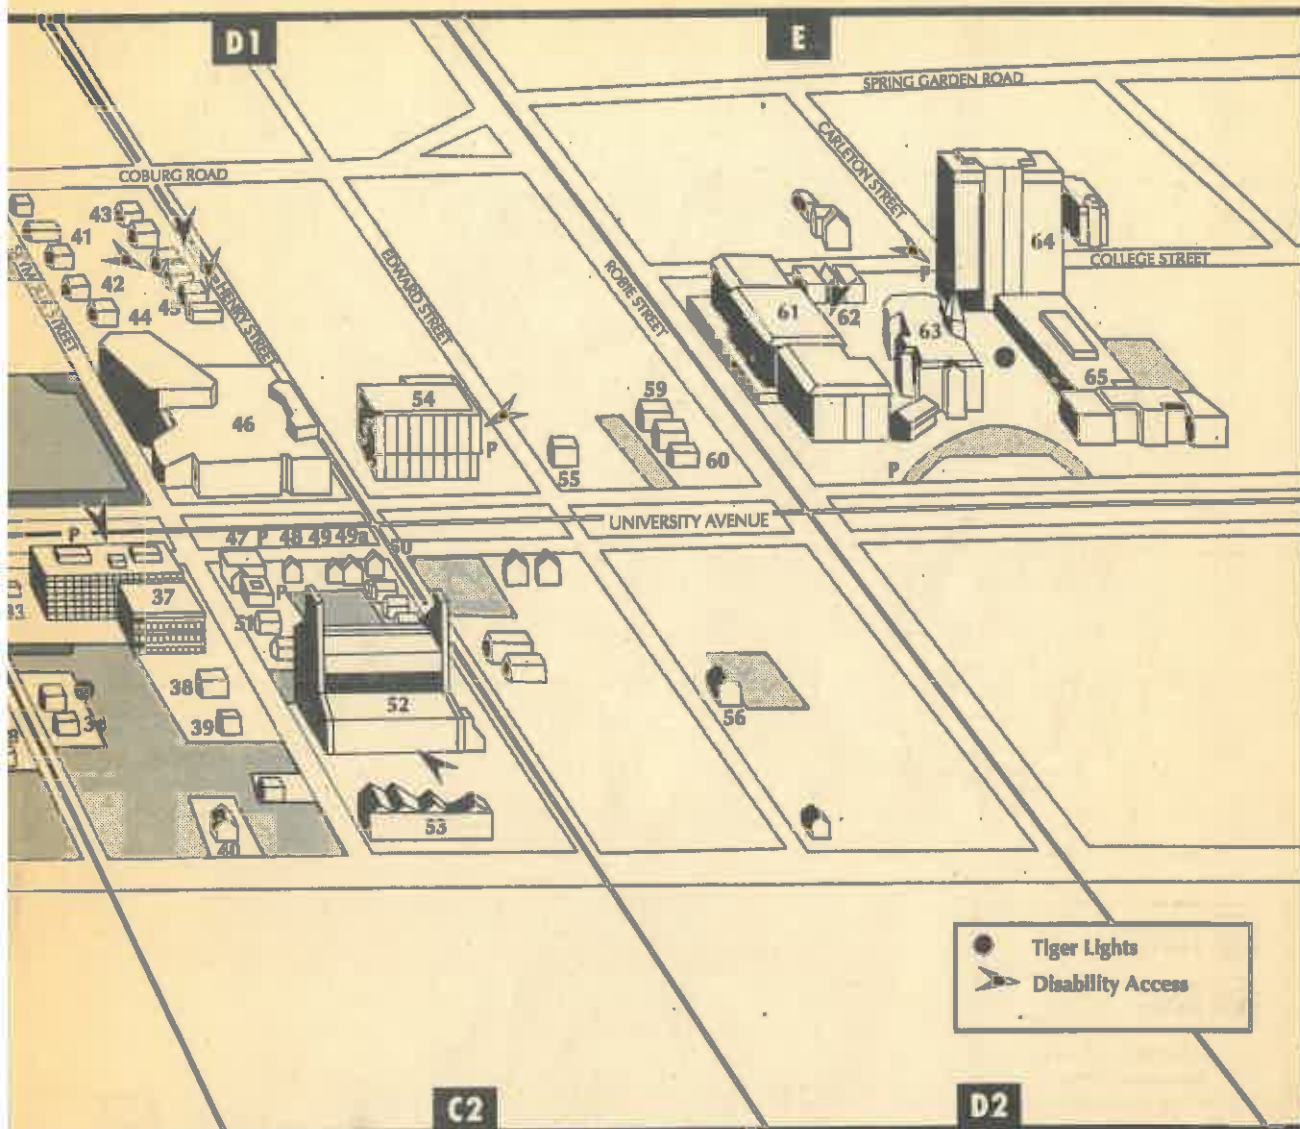 D1
E
SPRING GARDEN ROAD
CARLETON STREET
COBURG ROAD
43
41
64
COLLEGE STREET
EDWARD STREET
ROBIE STREET
P
42
44
45
HENRY STREET
STREET
61
62
63
65
54
59
46
P
60
55
P
UNIVERSITY AVENUE
P
47 P 48 49 49a
50
37
P
51
38
39
52
56
53
40
Tiger Lights
Disability Access
C2
D2